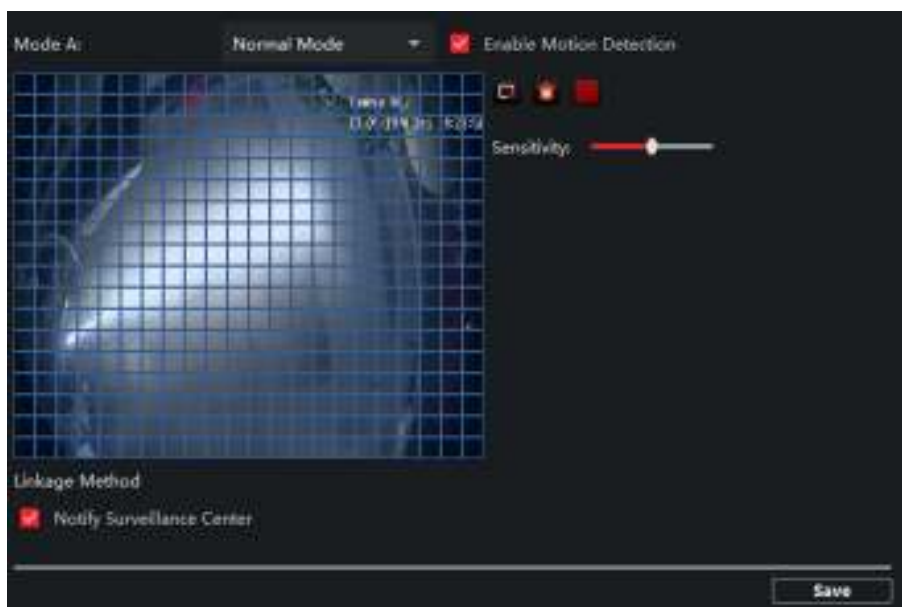 Mode A:
Normal Mode
Enable Motion Detection
Sensitivity:
Linkage Method
Notify Surveillance Center
Save